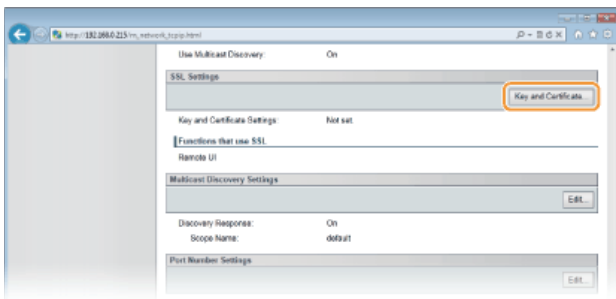 http://192.168.0.215/m_network_tcpip.html
Use Multicast Discovery: On
SSL Settings
Key and Certificate...
Key and Certificate Settings: Not set
Functions that use SSL
Remote UI
Multicast Discovery Settings
Edit...
Discovery Response: On
Scope Name: default
Port Number Settings
Edit...